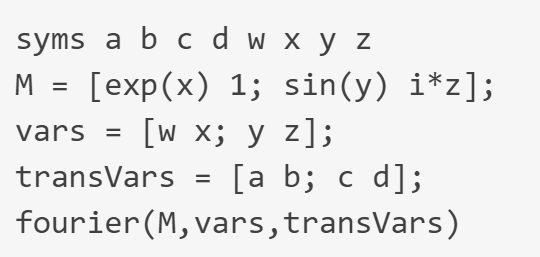 syms a b c d w x y z
M = [exp(x) 1; sin(y) i*z];
vars = [w x; y z];
transVars = [a b; c d];
fourier(M,vars,transVars)